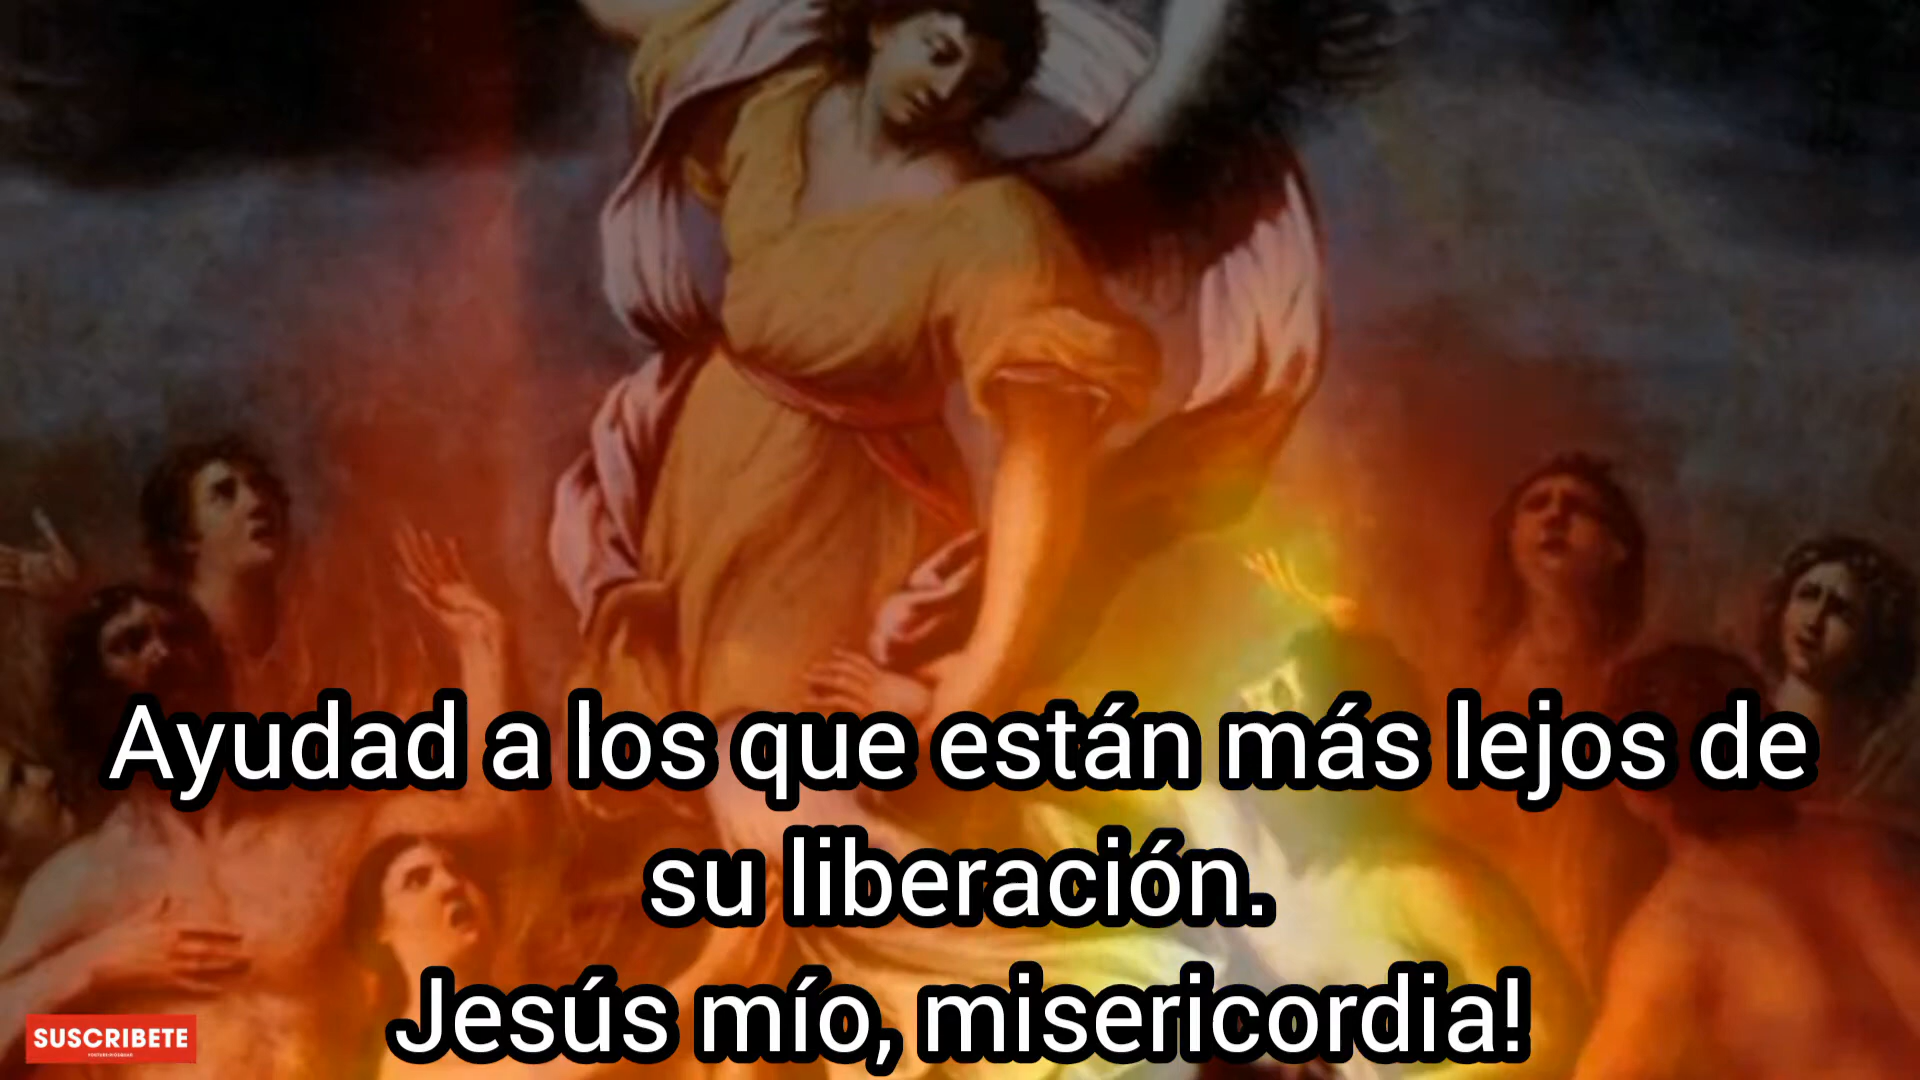 Ayudad a los que están más lejos de
su liberación.
Jesús mío, misericordia!
SUSCRIBETE